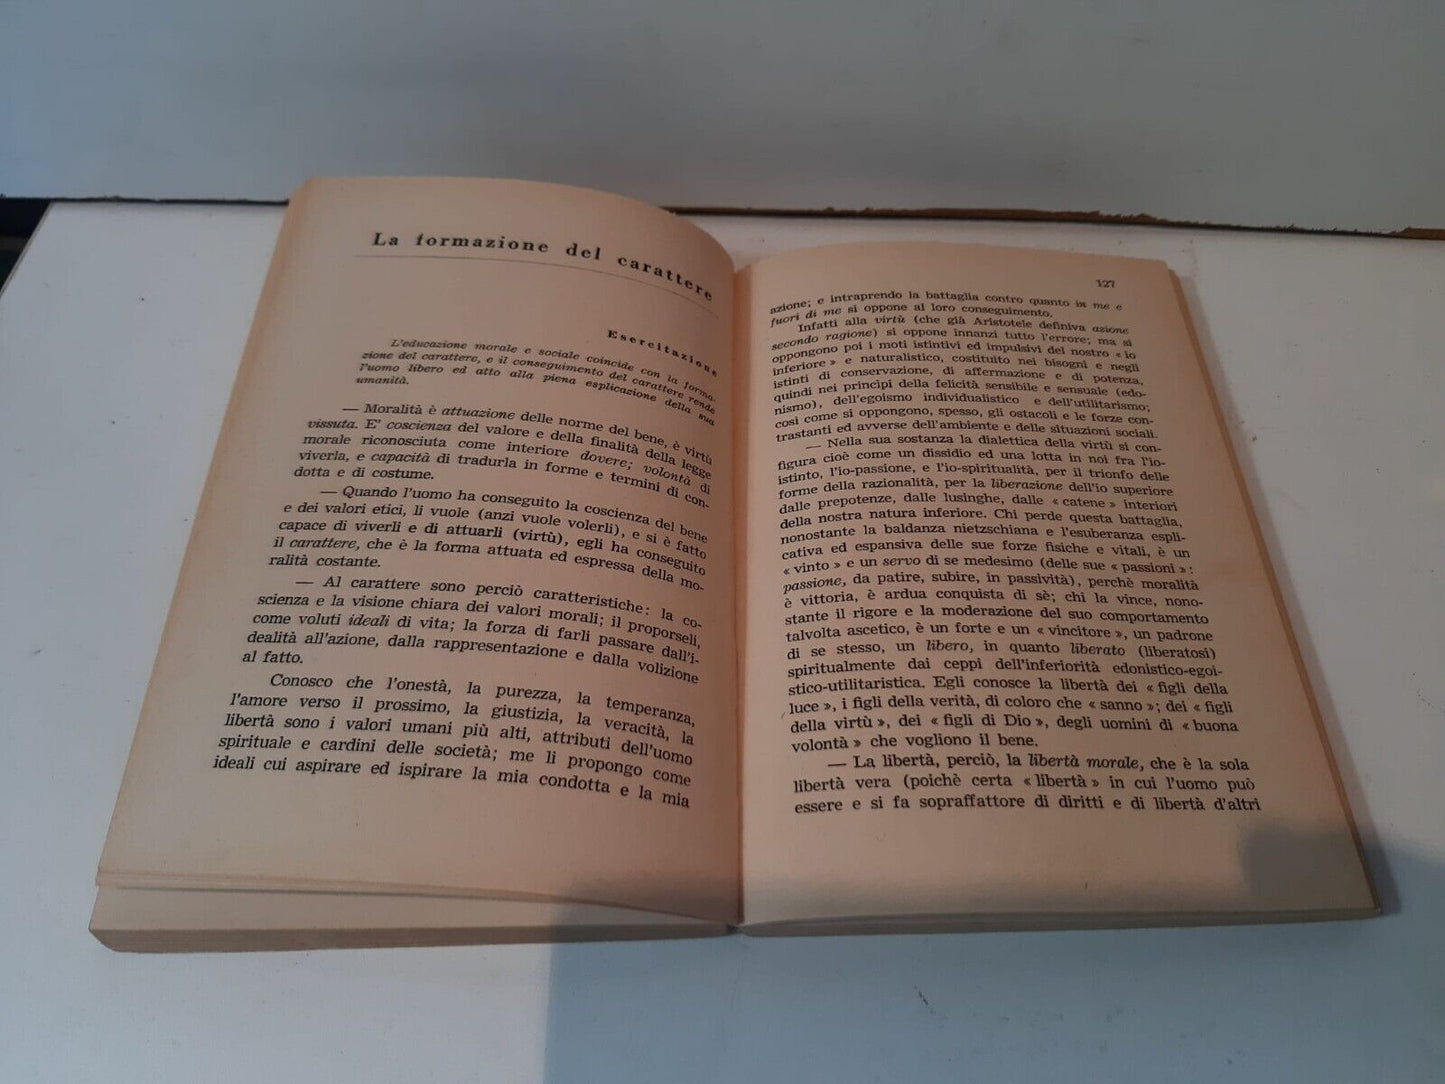 La formazione del carattere
Esercitazione
L'educazione morale e sociale coincide con la forma-
zione del carattere, e il conseguimento del carattere rende
l'uomo libero ed atto alla piena esplicazione della sua
umanità.
— Moralità è attuazione delle norme del bene, è virtù
vissuta. E' coscienza del valore e della finalità della legge
morale riconosciuta come interiore dovere; volontà di
viverla, e capacità di tradurla in forme e termini di con-
dotta e di costume.
— Quando l'uomo ha conseguito la coscienza del bene
e dei valori etici, li vuole (anzi vuole volerli), e si è fatto
capace di viverli e di attuarli (virtù), egli ha conseguito
il carattere, che è la forma attuata ed espressa della mo-
ralità costante.
— Al carattere sono perciò caratteristiche: la co-
scienza e la visione chiara dei valori morali; il proporseli,
come voluti ideali di vita; la forza di farli passare dall'i-
dealità all'azione, dalla rappresentazione e dalla volizione
al fatto.
Conosco che l'onestà, la purezza, la temperanza,
l'amore verso il prossimo, la giustizia, la veracità, la
libertà sono i valori umani più alti, attributi dell'uomo
spirituale e cardini delle società; me li propongo come
ideali cui aspirare ed ispirare la mia condotta e la mia
127
azione; e intraprendo la battaglia contro quanto in me e
fuori di me si oppone al loro conseguimento.
Infatti alla virtù (che già Aristotele definiva azione
secondo ragione) si oppone innanzi tutto l'errore; ma si
oppongono poi i moti istintivi ed impulsivi del nostro « io
inferiore » e naturalistico, costituito nei bisogni e negli
istinti di conservazione, di affermazione e di potenza,
quindi nei principi della felicità sensibile e sensuale (edo-
nismo), dell'egoismo individualistico e dell'utilitarismo;
così come si oppongono, spesso, gli ostacoli e le forze con-
trastanti ed avverse dell'ambiente e delle situazioni sociali.
— Nella sua sostanza la dialettica della virtù si con-
figura cioè come un dissidio ed una lotta in noi fra l'io-
istinto, l'io-passione, e l'io-spiritualità, per il trionfo delle
forme della razionalità, per la liberazione dell'io superiore
dalle prepotenze, dalle lusinghe, dalle « catene » interiori
della nostra natura inferiore. Chi perde questa battaglia,
nonostante la baldanza nietzschiana e l'esuberanza espli-
cativa ed espansiva delle sue forze fisiche e vitali, è un
« vinto » e un servo di se medesimo (delle sue « passioni »:
passione, da patire, subire, in passività), perchè moralità
è vittoria, è ardua conquista di sè; chi la vince, nono-
stante il rigore e la moderazione del suo comportamento
talvolta ascetico, è un forte e un « vincitore », un padrone
di se stesso, un libero, in quanto liberato (liberatosi)
spiritualmente dai ceppi dell'inferiorità edonistico-egoi-
stico-utilitaristica. Egli conosce la libertà dei « figli della
luce », i figli della verità, di coloro che « sanno »; dei « figli
della virtù », dei « figli di Dio », degli uomini di « buona
volontà » che vogliono il bene.
— La libertà, perciò, la libertà morale, che è la sola
libertà vera (poichè certa « libertà » in cui l'uomo può
essere e si fa sopraffattore di diritti e di libertà d'altri